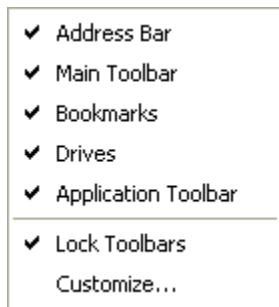 Address Bar
Main Toolbar
Bookmarks
Drives
Application Toolbar
Lock Toolbars
Customize...